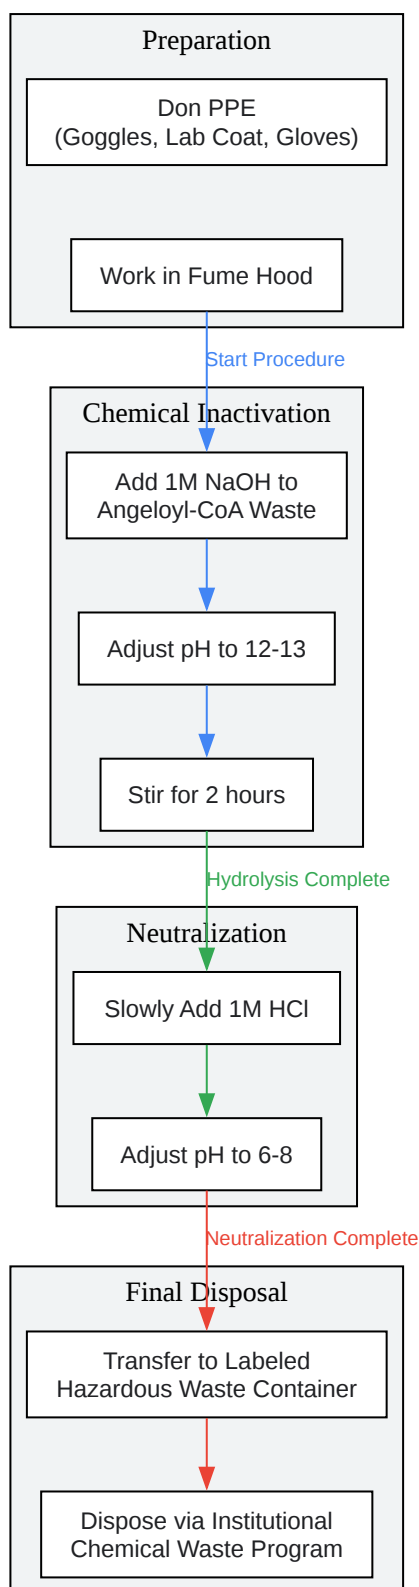 Preparation
Don PPE
(Goggles, Lab Coat, Gloves)
Work in Fume Hood
Start Procedure
Chemical Inactivation
Add 1M NaOH to
Angeloyl-CoA Waste
Adjust pH to 12-13
Stir for 2 hours
Hydrolysis Complete
Neutralization
Slowly Add 1M HCl
Adjust pH to 6-8
Neutralization Complete
Final Disposal
Transfer to Labeled
Hazardous Waste Container
Dispose via Institutional
Chemical Waste Program